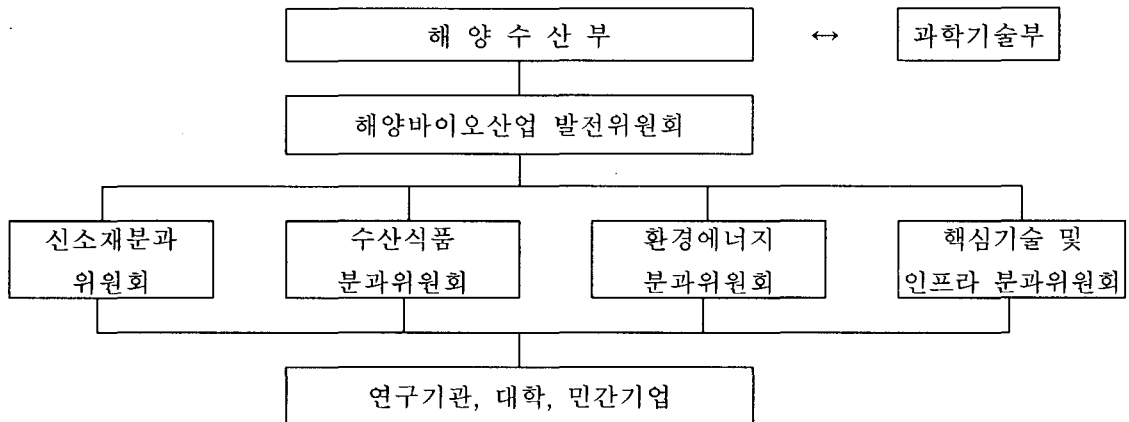 해 양 수 산 부 ↔ 과학기술부
해양바이오산업 발전위원회
신소재분과
위원회
수산식품
분과위원회
환경에너지
분과위원회
핵심기술 및
인프라 분과위원회
연구기관, 대학, 민간기업